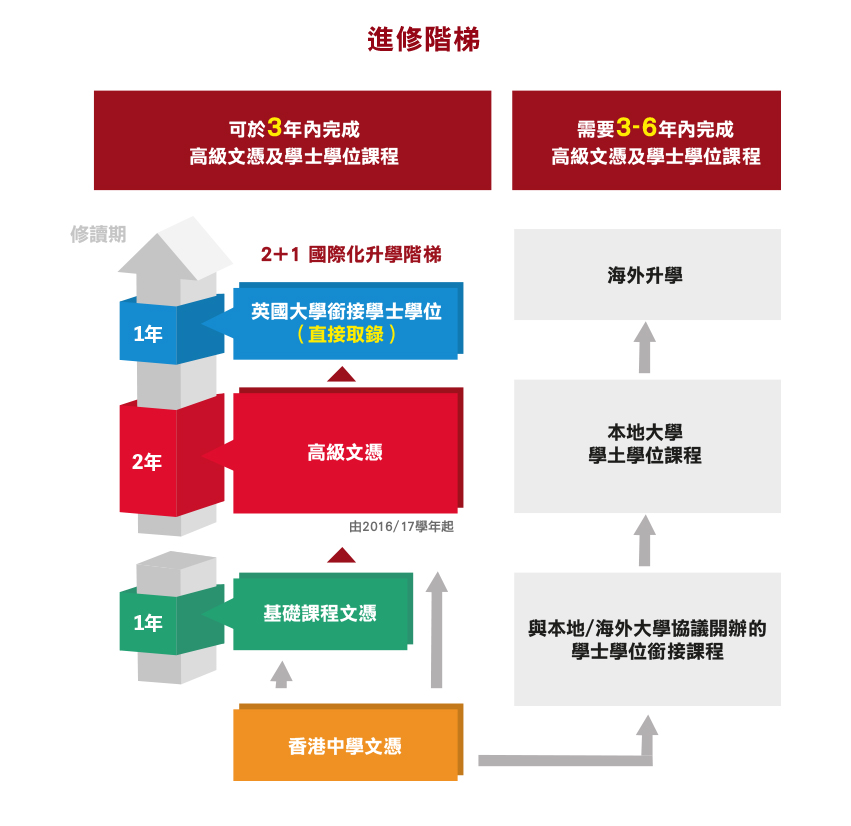 進修階梯
可於3年內完成
高級文憑及學士學位課程
需要3-6年內完成
高級文憑及學士學位課程
修讀期
2+1 國際化升學階梯
1年
英國大學銜接學士學位
(直接取錄)
2年
高級文憑
由2016/17學年起
1年
基礎課程文憑
香港中學文憑
海外升學
本地大學
學士學位課程
與本地/海外大學協議開辦的
學士學位銜接課程